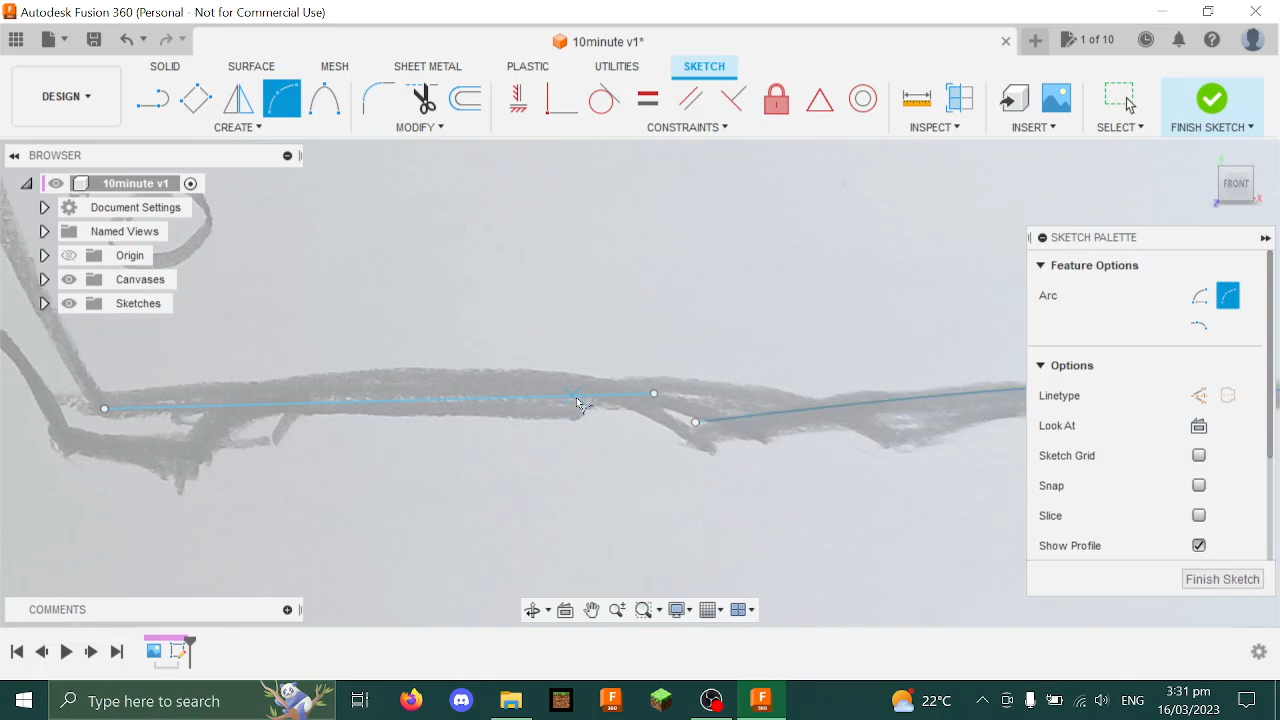 Autodesk Fusion 360 (Personal - Not for Commercial Use)
10minute v1*
1 of 10
SOLID SURFACE MESH SHEET METAL PLASTIC UTILITIES SKETCH
DESIGN
CREATE MODIFY CONSTRAINTS INSPECT INSERT SELECT FINISH SKETCH
BROWSER
10minute v1
Document Settings
Named Views
Origin
Canvases
Sketches
FRONT
Y
X
Z
SKETCH PALETTE
Feature Options
Arc
Options
Linetype
Look At
Sketch Grid
Snap
Slice
Show Profile
Finish Sketch
COMMENTS
Type here to search
F
360
F
360
22°C
ENG
3:31 pm
16/03/2023